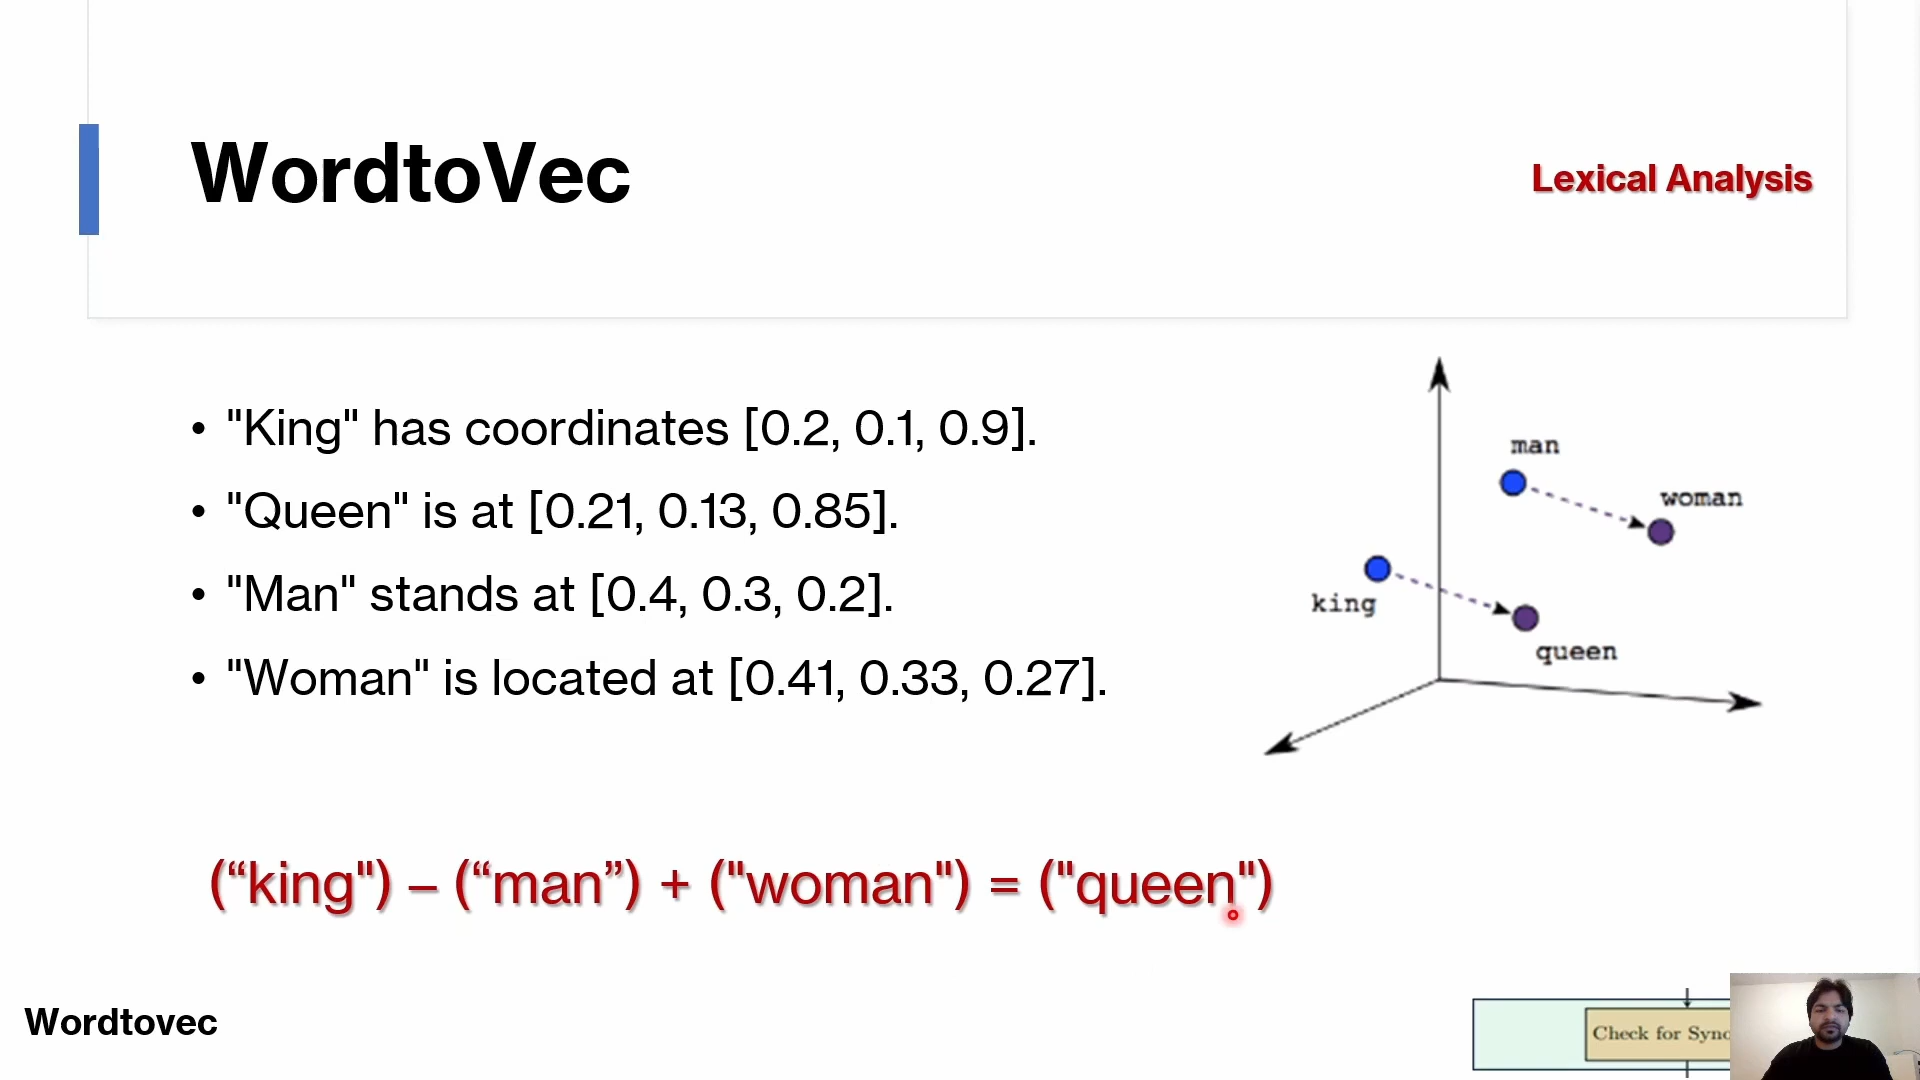 WordtoVec
Lexical Analysis
• "King" has coordinates [0.2, 0.1, 0.9].
• "Queen" is at [0.21, 0.13, 0.85].
• "Man" stands at [0.4, 0.3, 0.2].
• "Woman" is located at [0.41, 0.33, 0.27].
man
woman
king
queen
(“king") – (“man”) + ("woman") = ("queen")
Wordtovec
Check for